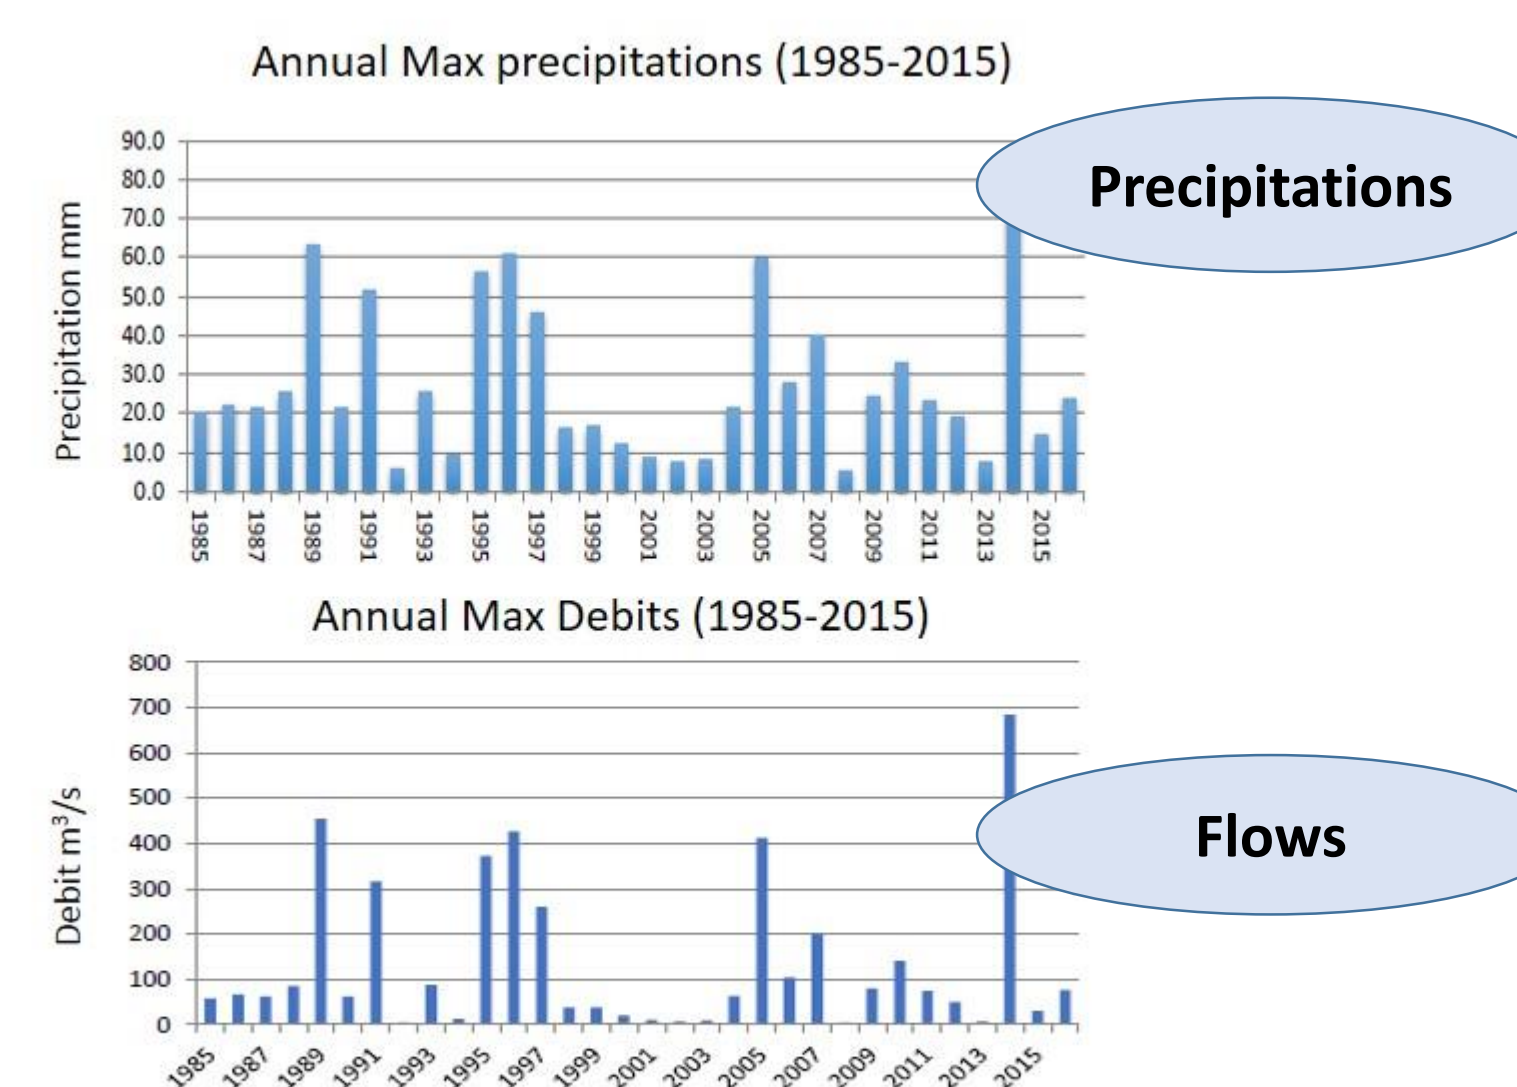 Annual Max precipitations (1985-2015)
Precipitations
Precipitation mm
90.0
80.0
70.0
60.0
50.0
40.0
30.0
20.0
10.0
0.0
1985 1987 1989 1991 1993 1995 1997 1999 2001 2003 2005 2007 2009 2011 2013 2015
Annual Max Debits (1985-2015)
Flows
Debit m³/s
800
700
600
500
400
300
200
100
0
1985 1987 1989 1991 1993 1995 1997 1999 2001 2003 2005 2007 2009 2011 2013 2015